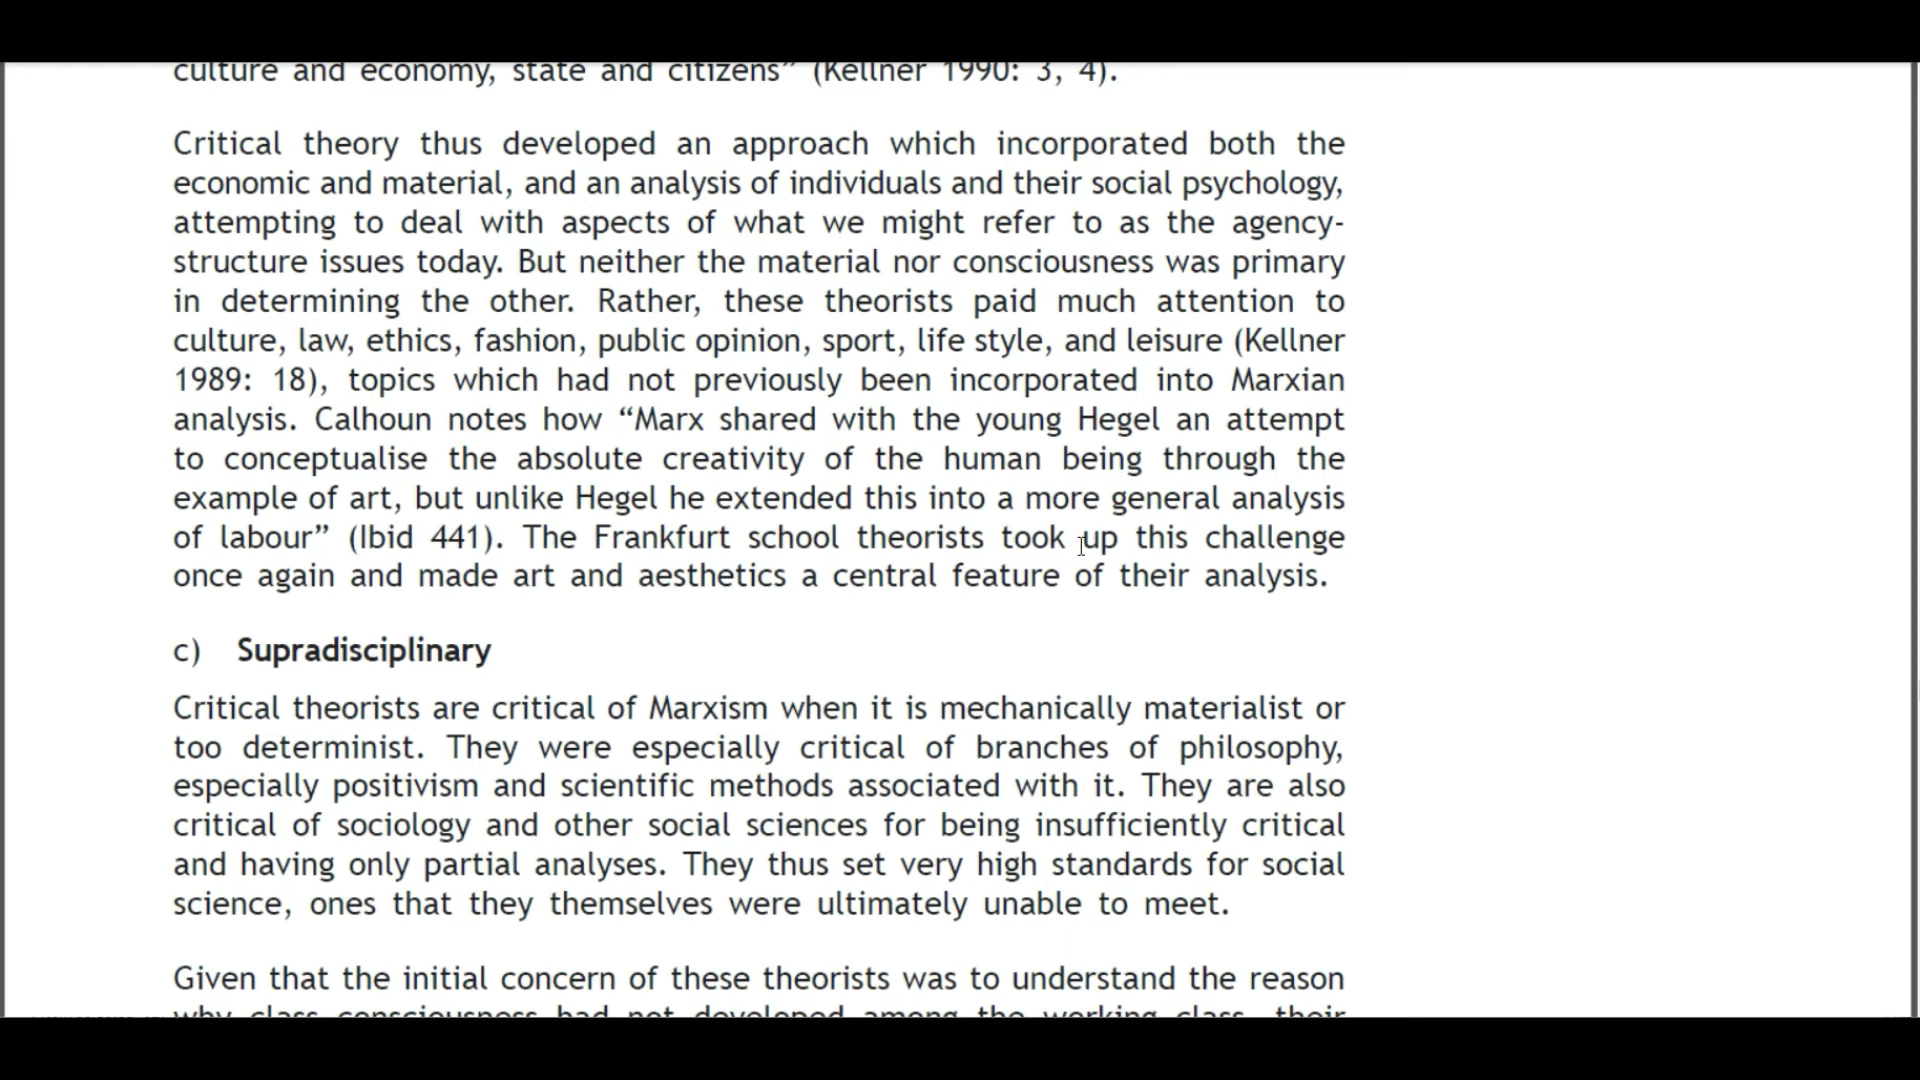 culture and economy, state and citizens” (Kellner 1990: 3, 4).
Critical theory thus developed an approach which incorporated both the
economic and material, and an analysis of individuals and their social psychology,
attempting to deal with aspects of what we might refer to as the agency-
structure issues today. But neither the material nor consciousness was primary
in determining the other. Rather, these theorists paid much attention to
culture, law, ethics, fashion, public opinion, sport, life style, and leisure (Kellner
1989: 18), topics which had not previously been incorporated into Marxian
analysis. Calhoun notes how “Marx shared with the young Hegel an attempt
to conceptualise the absolute creativity of the human being through the
example of art, but unlike Hegel he extended this into a more general analysis
of labour” (Ibid 441). The Frankfurt school theorists took up this challenge
once again and made art and aesthetics a central feature of their analysis.
c) Supradisciplinary
Critical theorists are critical of Marxism when it is mechanically materialist or
too determinist. They were especially critical of branches of philosophy,
especially positivism and scientific methods associated with it. They are also
critical of sociology and other social sciences for being insufficiently critical
and having only partial analyses. They thus set very high standards for social
science, ones that they themselves were ultimately unable to meet.
Given that the initial concern of these theorists was to understand the reason
why class consciousness had not developed among the working class, their